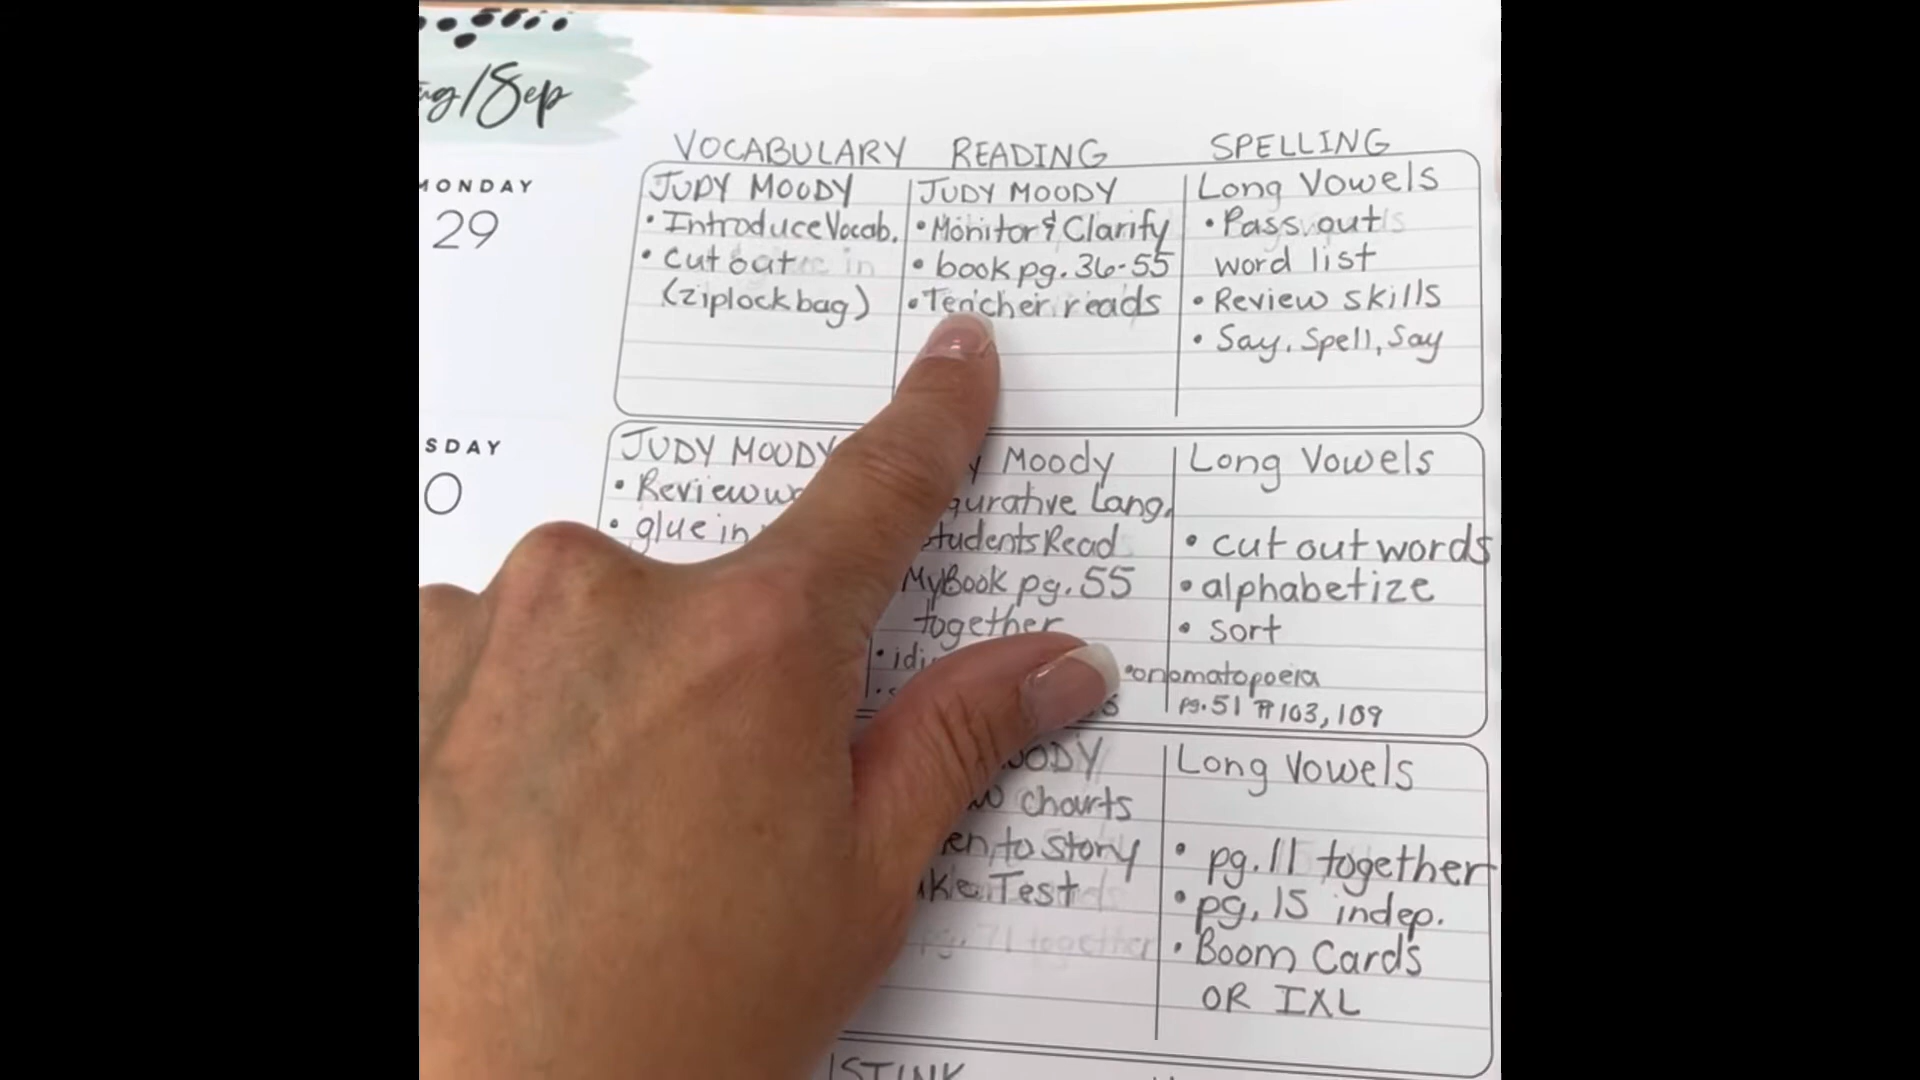 Sep
VOCABULARY READING SPELLING
MONDAY
29
JUDY MOODY
• Introduce Vocab.
• Cut out
(ziplock bag)
JUDY MOODY
• Monitor & Clarify
• book pg. 36-55
• Teacher reads
Long Vowels
• Pass out
word list
• Review skills
• Say, Spell, Say
SDAY
0
JUDY MOODY
• Review
• glue in
Moody
Lang.
Students Read
MyBook pg. 55
together
Long Vowels
• cut out words
• alphabetize
• sort
• onomatopoeia
pg. 51 103, 109
charts
to story
Test
pg. 71 together
Long Vowels
• pg. 11 together
• pg. 15 indep.
• Boom Cards
OR IXL
STINK